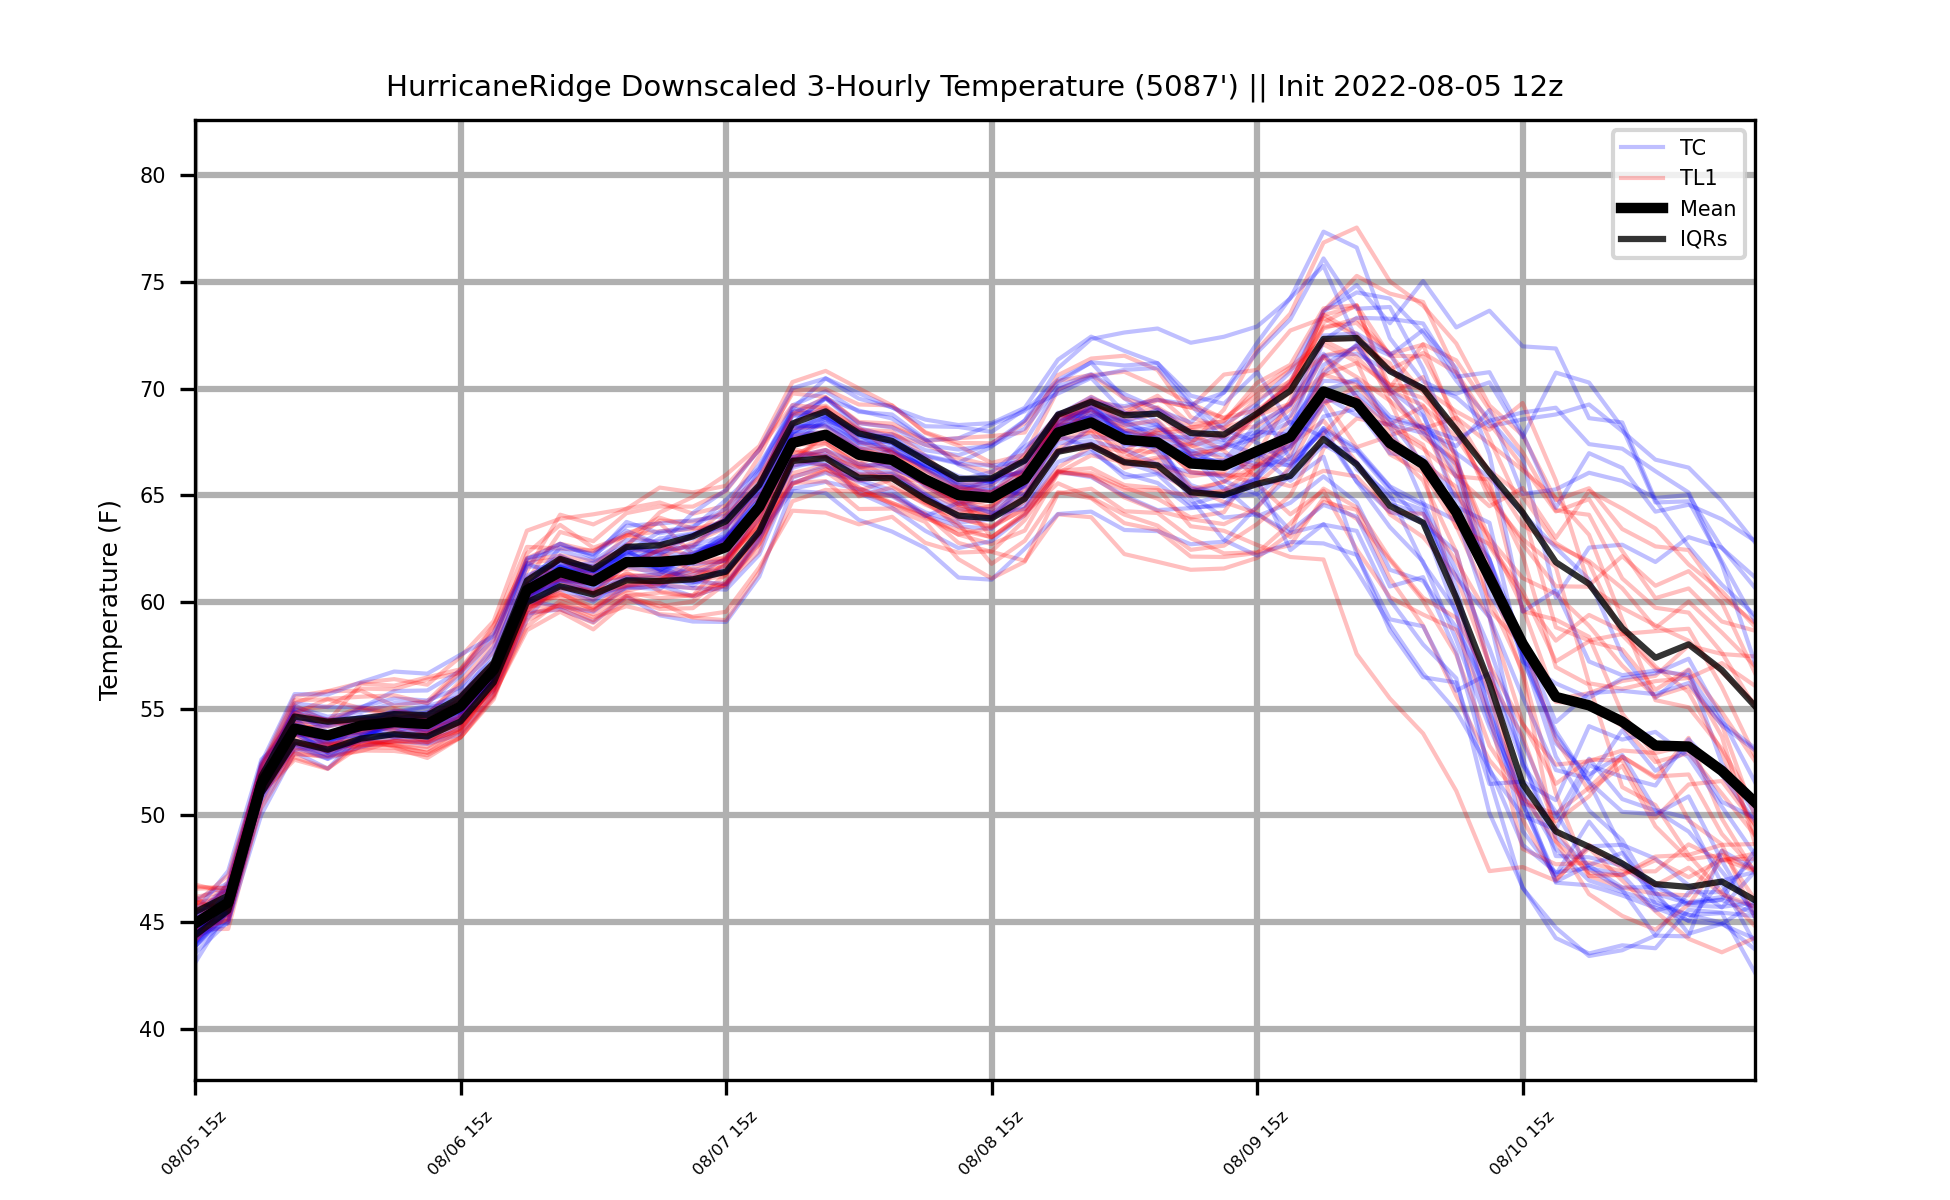 HurricaneRidge Downscaled 3-Hourly Temperature (5087') || Init 2022-08-05 12z
TC
TL1
Mean
IQRs
Temperature (F)
80
75
70
65
60
55
50
45
40
08/05 15z
08/06 15z
08/07 15z
08/08 15z
08/09 15z
08/10 15z